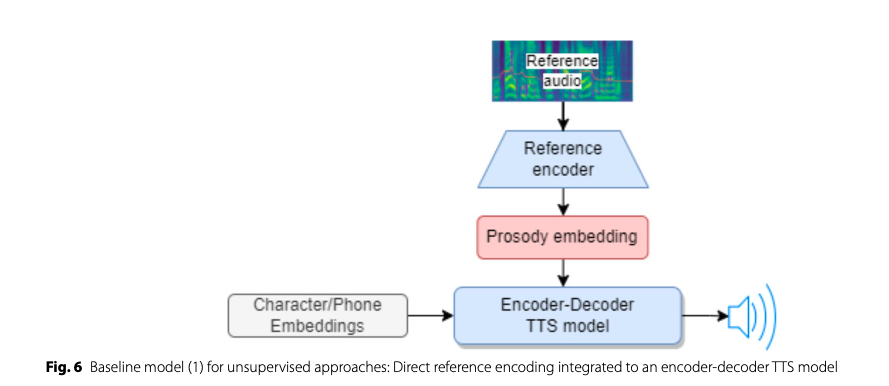 Reference
audio
Reference
encoder
Prosody embedding
Character/Phone
Embeddings
Encoder-Decoder
TTS model
Fig. 6 Baseline model (1) for unsupervised approaches: Direct reference encoding integrated to an encoder-decoder TTS model